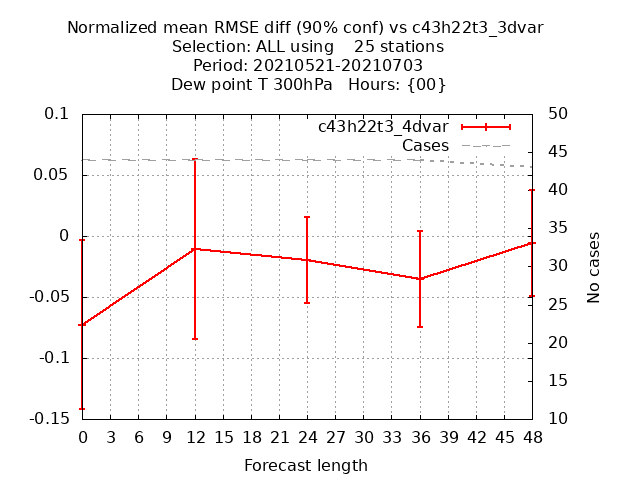 Normalized mean RMSE diff (90% conf) vs c43h22t3_3dvar
Selection: ALL using    25 stations
Period: 20210521-20210703
Dew point T 300hPa   Hours: {00}
c43h22t3_4dvar
Cases
0.1
0.05
0
-0.05
-0.1
-0.15
50
45
40
35
30
25
20
15
10
No cases
0 3 6 9 12 15 18 21 24 27 30 33 36 39 42 45 48
Forecast length